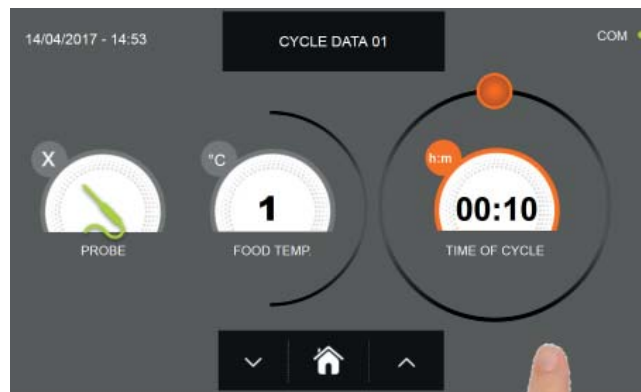 14/04/2017 - 14:53
CYCLE DATA 01
COM
X
°C
h:m
1
00:10
PROBE
FOOD TEMP.
TIME OF CYCLE